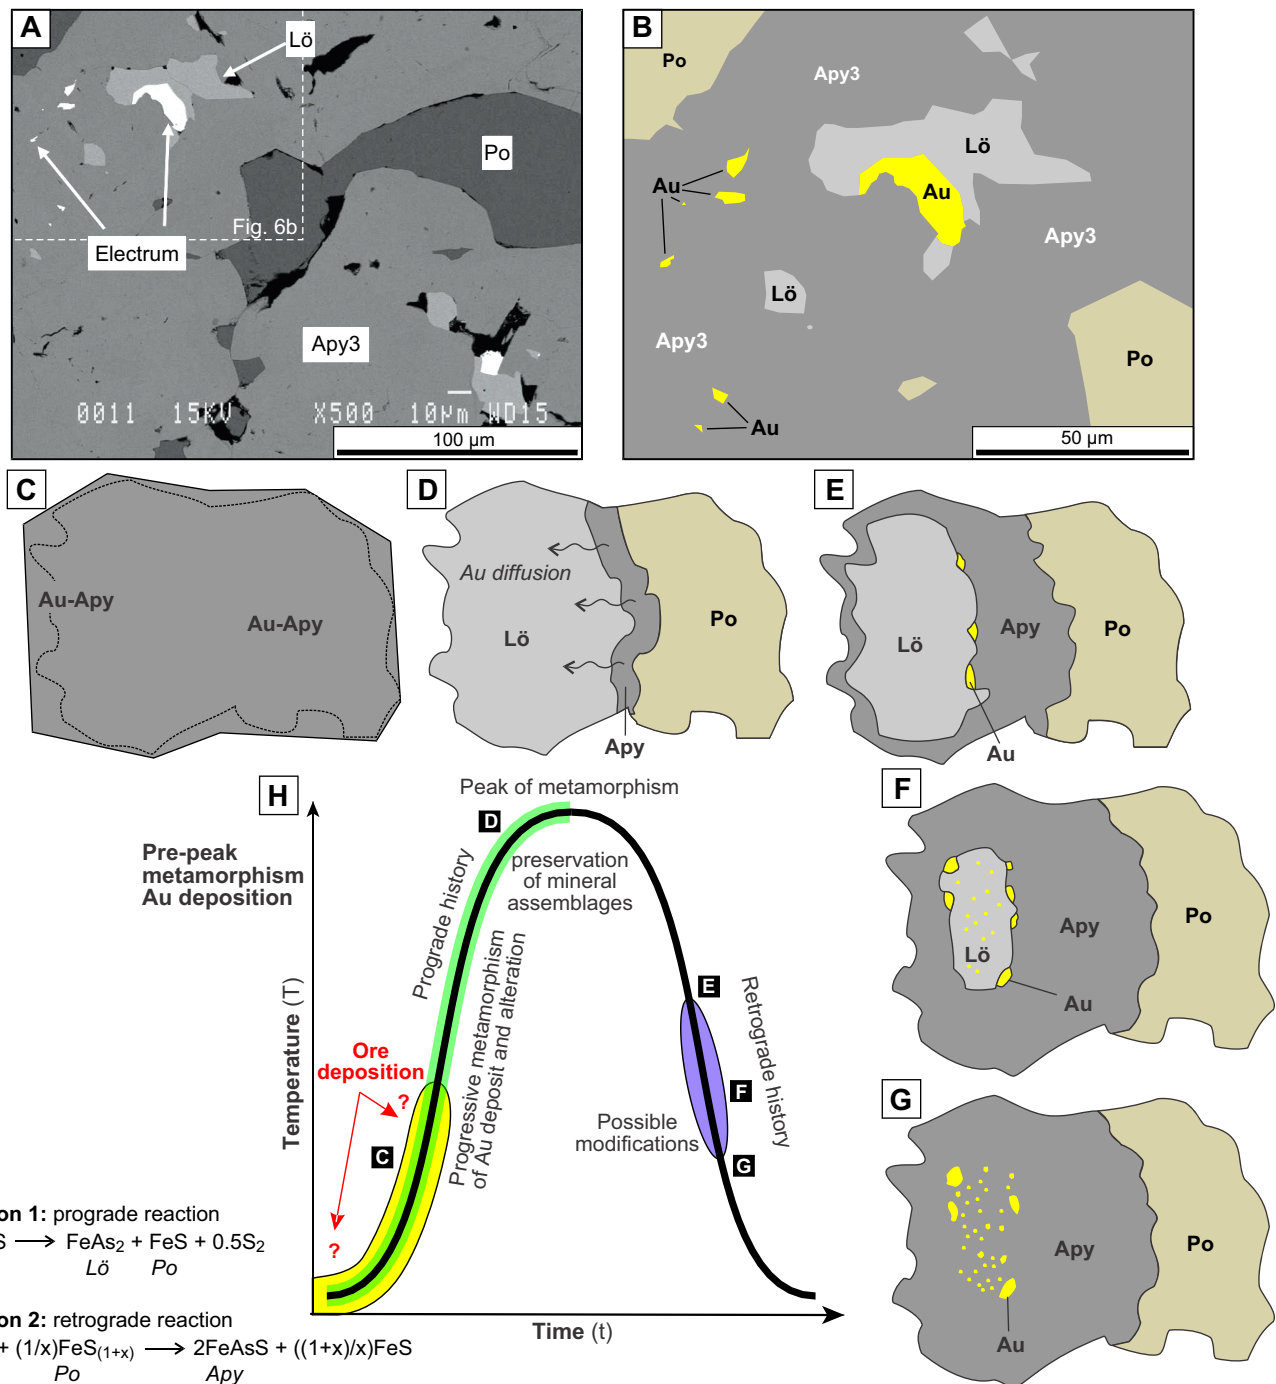 A
Lö
Po
Fig. 6b
Electrum
Apy3
0011 15KV X500 10µm WD15
100 µm
B
Po
Apy3
Lö
Au
Au
Apy3
Lö
Apy3
Po
Au
50 µm
C
Au-Apy
Au-Apy
D
Au diffusion
Lö
Po
Apy
E
Lö
Apy
Po
Au
H
Peak of metamorphism
D
Pre-peak
metamorphism
Au deposition
preservation
of mineral
assemblages
Prograde history
Progressive metamorphism
of Au deposit and alteration
Ore
deposition
?
?
C
E
F
G
Retrograde history
Possible
modifications
Temperature (T)
Time (t)
F
Lö
Apy
Po
Au
G
Apy
Po
Au
on 1: prograde reaction
S ⟶ FeAs₂ + FeS + 0.5S₂
Lö Po
on 2: retrograde reaction
+ (1/x)FeS₍₁₊ₓ₎ ⟶ 2FeAsS + ((1+x)/x)FeS
Po Apy